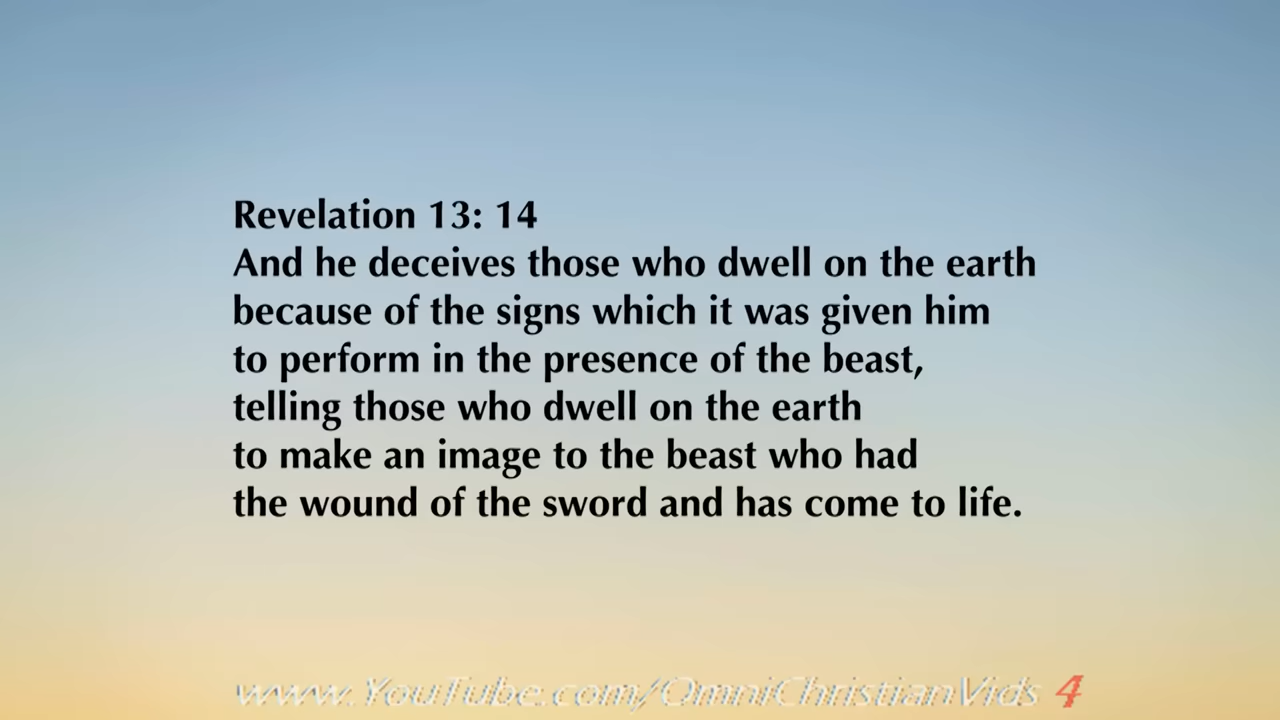 Revelation 13: 14
And he deceives those who dwell on the earth
because of the signs which it was given him
to perform in the presence of the beast,
telling those who dwell on the earth
to make an image to the beast who had
the wound of the sword and has come to life.
www.YouTube.com/OmniChristianVids 4